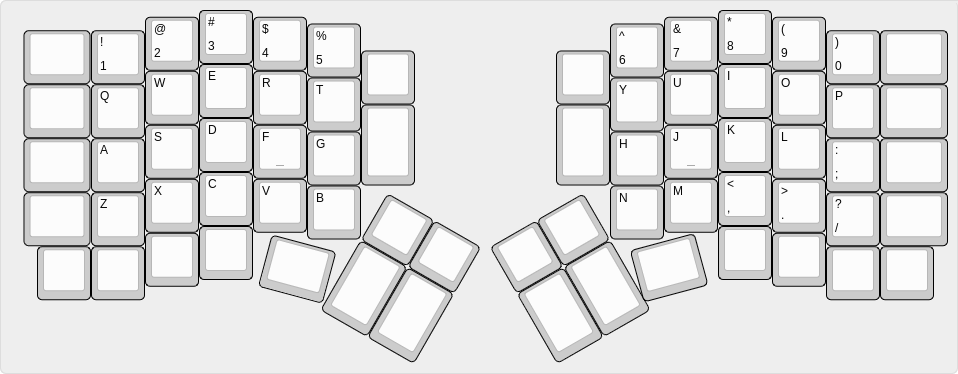 ! @ # $ % ^ & * ( )
1 2 3 4 5 6 7 8 9 0
Q W E R T Y U I O P
A S D F G H J K L :
_ _ ;
Z X C V B N M < > ?
, . /